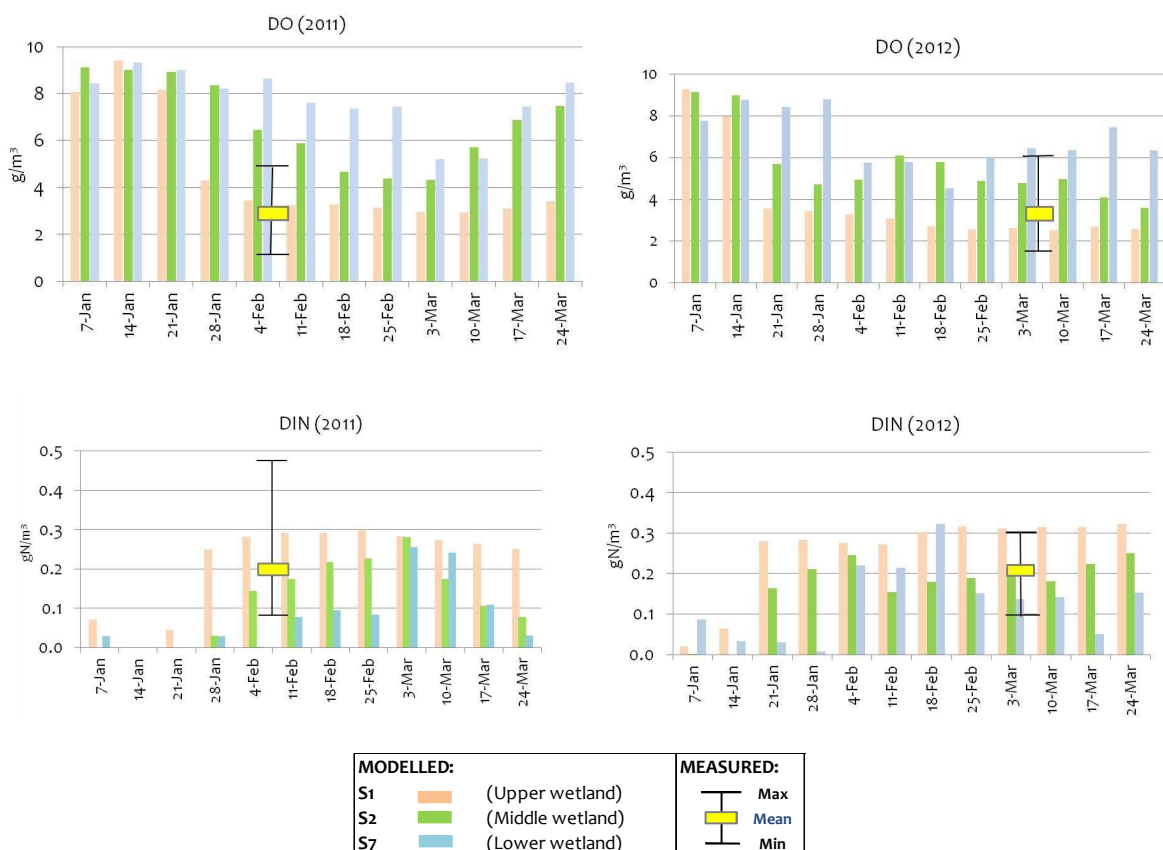 DO (2011)
10
8
6
4
2
0
g/m³
7-Jan
14-Jan
21-Jan
28-Jan
4-Feb
11-Feb
18-Feb
25-Feb
3-Mar
10-Mar
17-Mar
24-Mar
DO (2012)
10
8
6
4
2
0
g/m³
7-Jan
14-Jan
21-Jan
28-Jan
4-Feb
11-Feb
18-Feb
25-Feb
3-Mar
10-Mar
17-Mar
24-Mar
DIN (2011)
0.5
0.4
0.3
0.2
0.1
0.0
gN/m³
7-Jan
14-Jan
21-Jan
28-Jan
4-Feb
11-Feb
18-Feb
25-Feb
3-Mar
10-Mar
17-Mar
24-Mar
DIN (2012)
0.5
0.4
0.3
0.2
0.1
0.0
gN/m³
7-Jan
14-Jan
21-Jan
28-Jan
4-Feb
11-Feb
18-Feb
25-Feb
3-Mar
10-Mar
17-Mar
24-Mar
MODELLED:
S1 (Upper wetland)
S2 (Middle wetland)
S7 (Lower wetland)
MEASURED:
Max
Mean
Min